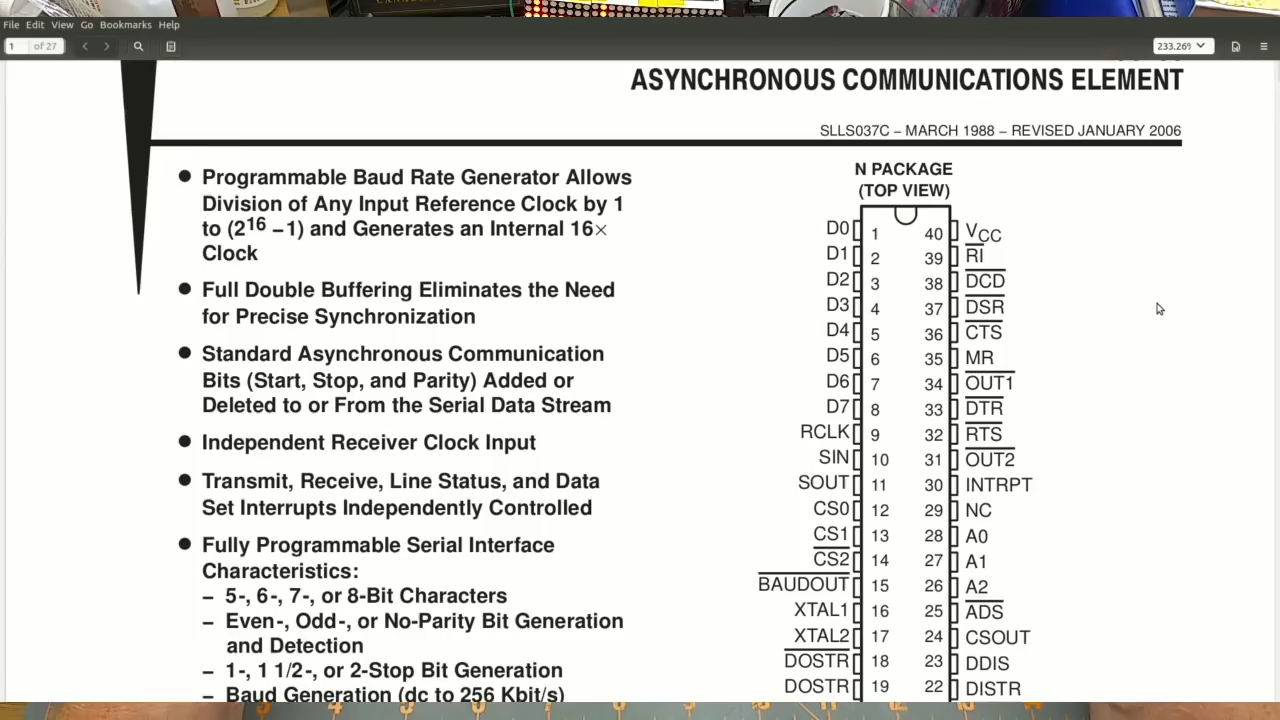 File Edit View Go Bookmarks Help
1 of 27
233.26%
ASYNCHRONOUS COMMUNICATIONS ELEMENT
SLLS037C – MARCH 1988 – REVISED JANUARY 2006
● Programmable Baud Rate Generator Allows
Division of Any Input Reference Clock by 1
to (2¹⁶ –1) and Generates an Internal 16×
Clock
● Full Double Buffering Eliminates the Need
for Precise Synchronization
● Standard Asynchronous Communication
Bits (Start, Stop, and Parity) Added or
Deleted to or From the Serial Data Stream
● Independent Receiver Clock Input
● Transmit, Receive, Line Status, and Data
Set Interrupts Independently Controlled
● Fully Programmable Serial Interface
Characteristics:
– 5-, 6-, 7-, or 8-Bit Characters
– Even-, Odd-, or No-Parity Bit Generation
and Detection
– 1-, 1 1/2-, or 2-Stop Bit Generation
– Baud Generation (dc to 256 Kbit/s)
N PACKAGE
(TOP VIEW)
D0 1 40 VCC
D1 2 39 RI
D2 3 38 DCD
D3 4 37 DSR
D4 5 36 CTS
D5 6 35 MR
D6 7 34 OUT1
D7 8 33 DTR
RCLK 9 32 RTS
SIN 10 31 OUT2
SOUT 11 30 INTRPT
CS0 12 29 NC
CS1 13 28 A0
CS2 14 27 A1
BAUDOUT 15 26 A2
XTAL1 16 25 ADS
XTAL2 17 24 CSOUT
DOSTR 18 23 DDIS
DOSTR 19 22 DISTR